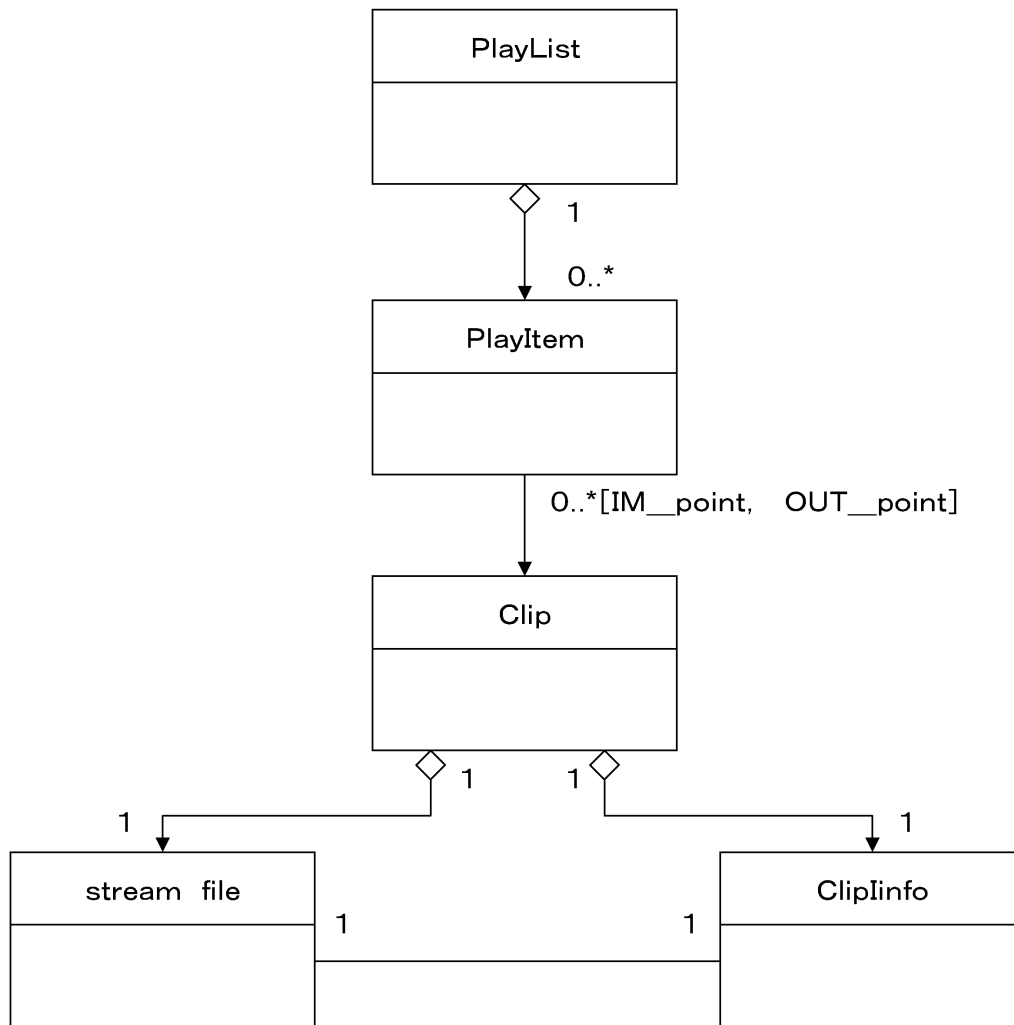 PlayList
1
0..*
PlayItem
0..*[IM__point, OUT__point]
Clip
1 1
1 1
stream file ClipIinfo
1 1